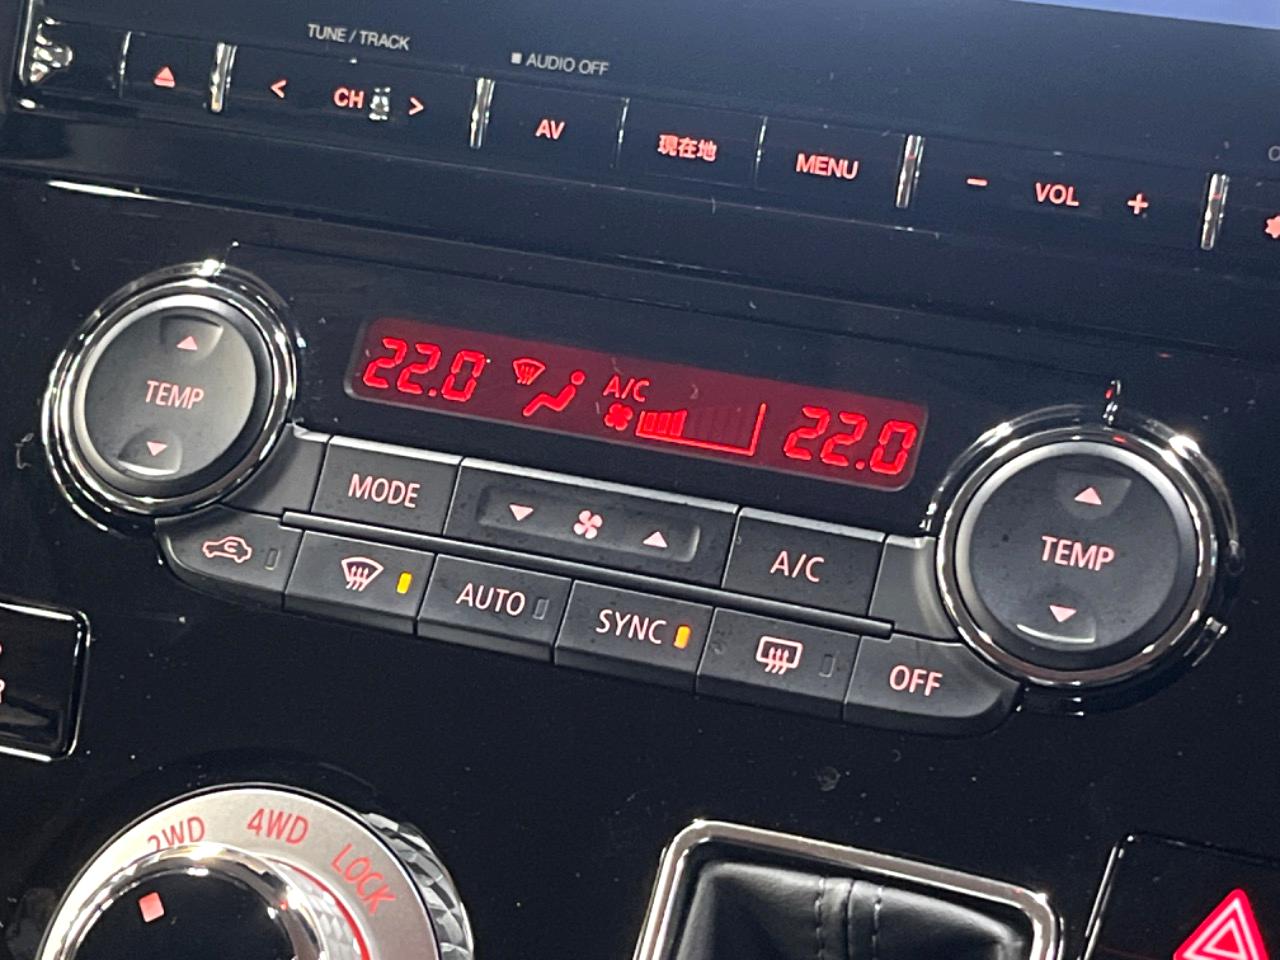 TUNE / TRACK
■ AUDIO OFF
< CH >
AV
現在地
MENU
− VOL +
TEMP
22.0
A/C
22.0
MODE
A/C
TEMP
AUTO
SYNC
OFF
2WD
4WD
LOCK